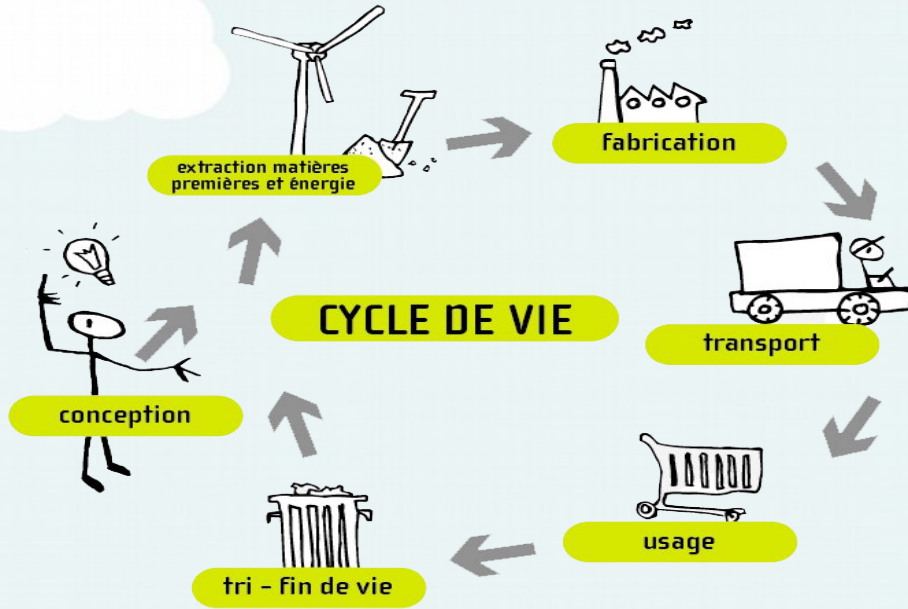 extraction matières
premières et énergie
fabrication
CYCLE DE VIE
transport
conception
usage
tri - fin de vie